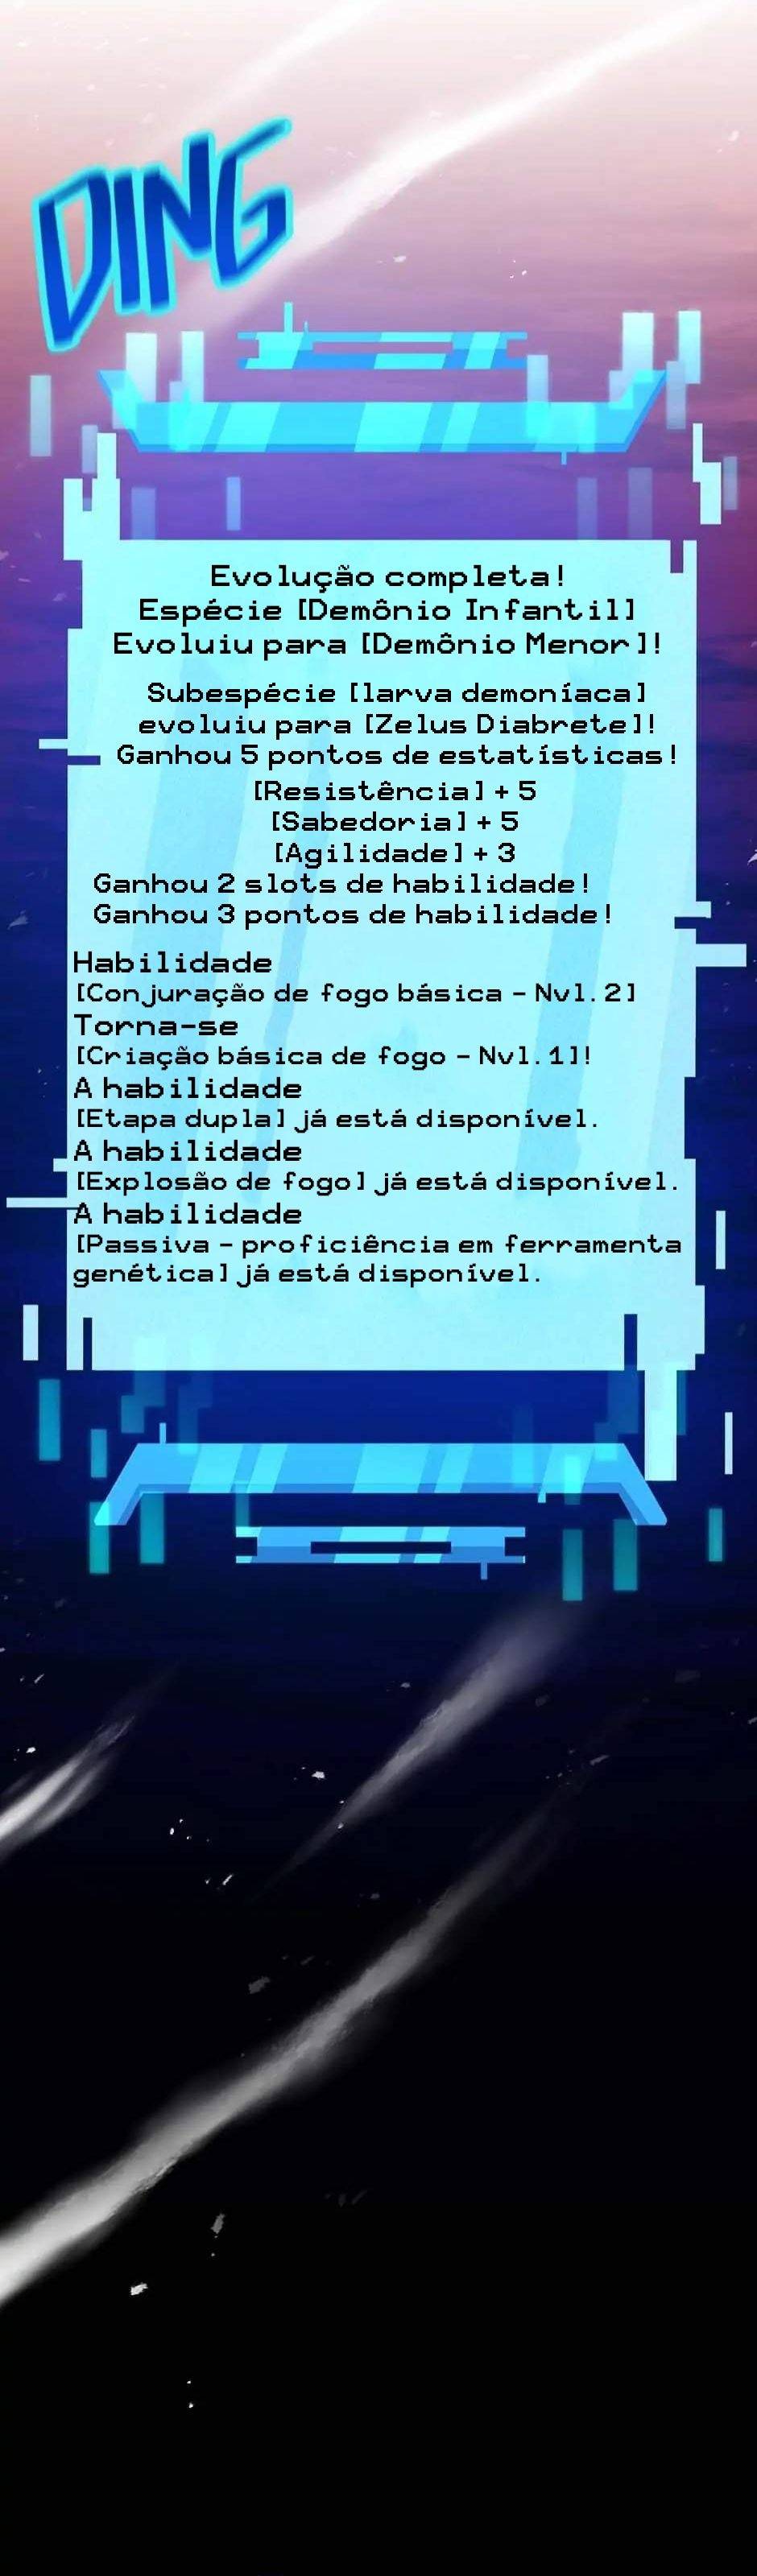 DING
Evolução completa!
Espécie [Demônio Infantil]
Evoluiu para [Demônio Menor]!
Subespécie [larva demoníaca]
evoluiu para [Zelus Diabrete]!
Ganhou 5 pontos de estatísticas!
[Resistência] + 5
[Sabedoria] + 5
[Agilidade] + 3
Ganhou 2 slots de habilidade!
Ganhou 3 pontos de habilidade!
Habilidade
[Conjuração de fogo básica - Nvl. 2]
Torna-se
[Criação básica de fogo - Nvl. 1]!
A habilidade
[Etapa dupla] já está disponível.
A habilidade
[Explosão de fogo] já está disponível.
A habilidade
[Passiva - proficiência em ferramenta
genética] já está disponível.